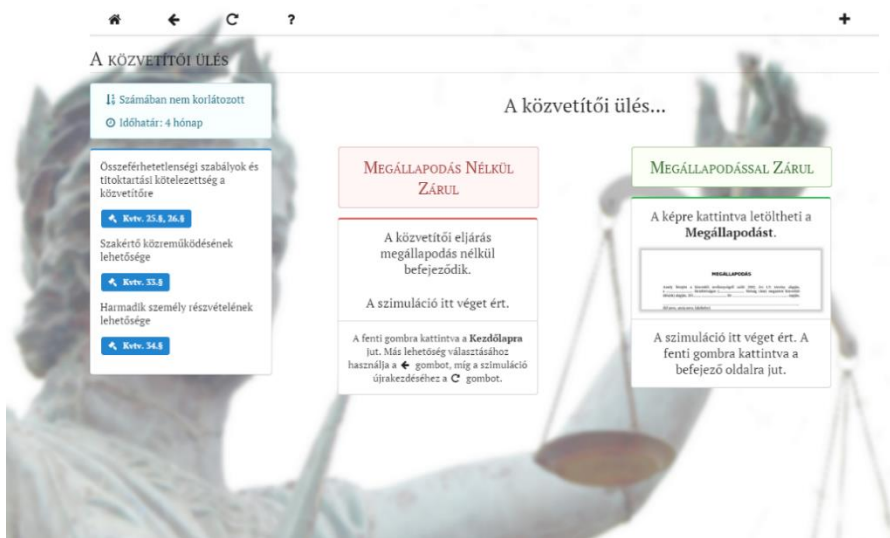 ?
A közvetítői ülés
Számában nem korlátozott
Időhatár: 4 hónap
Összeférhetetlenségi szabályok és
titoktartási kötelezettség a
közvetítőre
Kvtv. 25.§, 26.§
Szakértő közreműködésének
lehetősége
Kvtv. 33.§
Harmadik személy részvételének
lehetősége
Kvtv. 34.§
A közvetítői ülés...
Megállapodás Nélkül
Zárul
A közvetítői eljárás
megállapodás nélkül
befejeződik.
A szimuláció itt véget ért.
A fenti gombra kattintva a Kezdőlapra
jut. Más lehetőség választásához
használja a gombot, míg a szimuláció
újrakezdéséhez a gombot.
Megállapodással Zárul
A képre kattintva letöltheti a
Megállapodást.
MEGÁLLAPODÁS
A szimuláció itt véget ért. A
fenti gombra kattintva a
befejező oldalra jut.